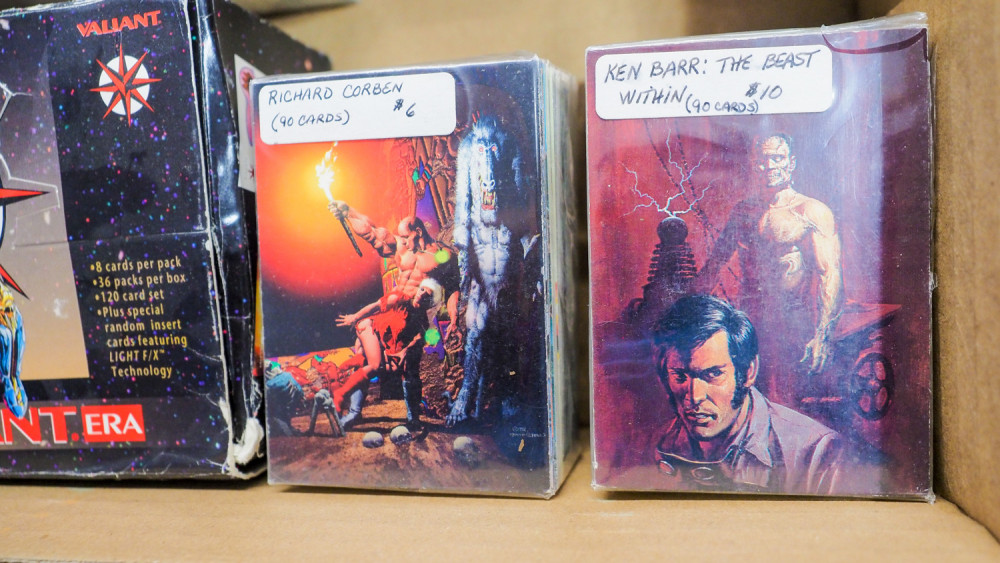 VALIANT
•8 cards per pack
•36 packs per box
•120 card set
•Plus special
random insert
cards featuring
LIGHT F/X™
Technology
NT. ERA
RICHARD CORBEN
(90 CARDS) $6
KEN BARR: THE BEAST
WITHIN (90 CARDS) $10